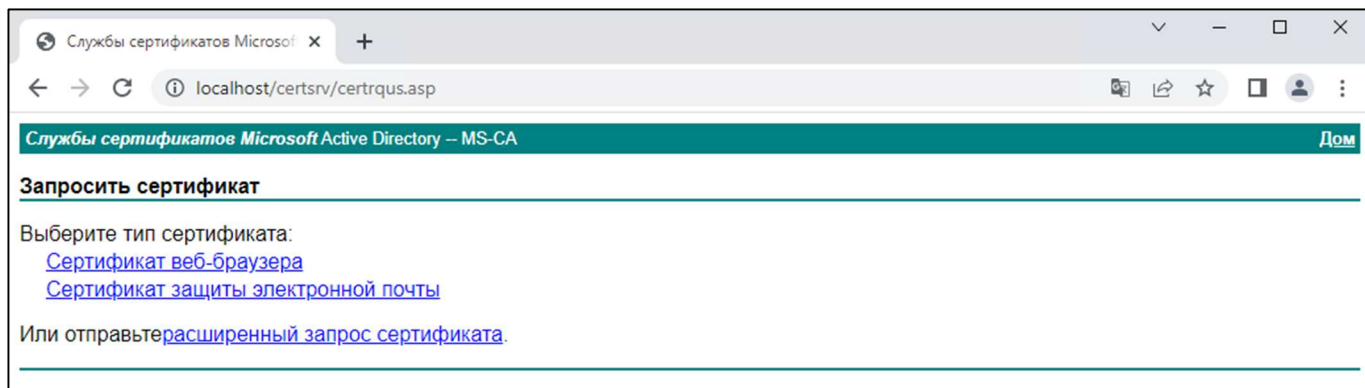 Службы сертификатов Microsof
localhost/certsrv/certrqus.asp
Службы сертификатов Microsoft Active Directory -- MS-CA
Дом
Запросить сертификат
Выберите тип сертификата:
Сертификат веб-браузера
Сертификат защиты электронной почты
Или отправьтерасширенный запрос сертификата.